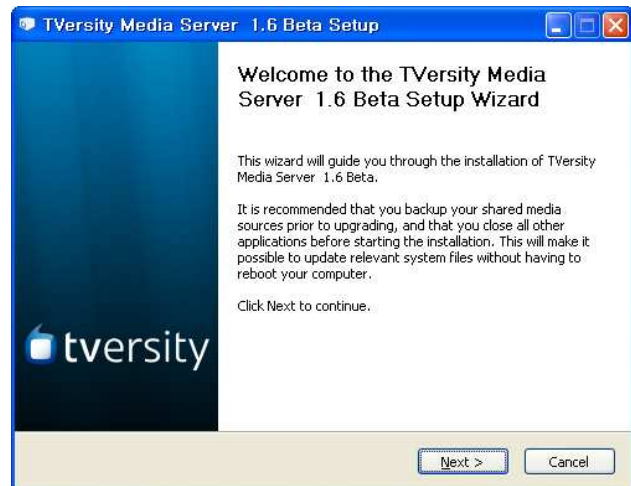 TVersity Media Server 1.6 Beta Setup
Welcome to the TVersity Media
Server 1.6 Beta Setup Wizard
This wizard will guide you through the installation of TVersity
Media Server 1.6 Beta.
It is recommended that you backup your shared media
sources prior to upgrading, and that you close all other
applications before starting the installation. This will make it
possible to update relevant system files without having to
reboot your computer.
Click Next to continue.
tversity
Next >
Cancel